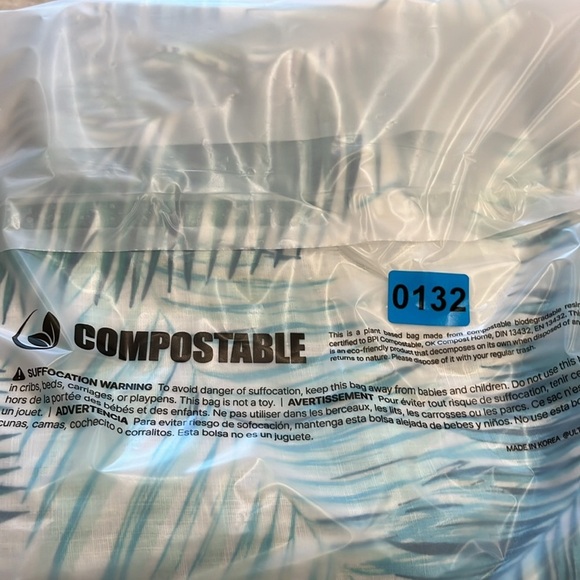 0132
COMPOSTABLE
This is a plant based bag made from compostable biodegradable resin
certified to BPI Compostable, OK Compost Home, DIN 13432, EN 13432. This
is an eco-friendly product that decomposes on its own when disposed of an
returns to nature. Please dispose of it with your regular trash.
SUFFOCATION WARNING To avoid danger of suffocation, keep this bag away from babies and children. Do not use this
in cribs, beds, carriages, or playpens. This bag is not a toy. | AVERTISSEMENT Pour éviter tout risque de suffocation, tenir ce
hors de la portée des bébés et des enfants. Ne pas utiliser dans les berceaux, les lits, les carrosses ou les parcs. Ce sac n'e
un jouet. | ADVERTENCIA Para evitar riesgo de sofocación, mantenga esta bolsa alejada de bebes y niños. No use esta bo
cunas, camas, cochecito o corralitos. Esta bolsa no es un juguete.
MADE IN KOREA @ULT